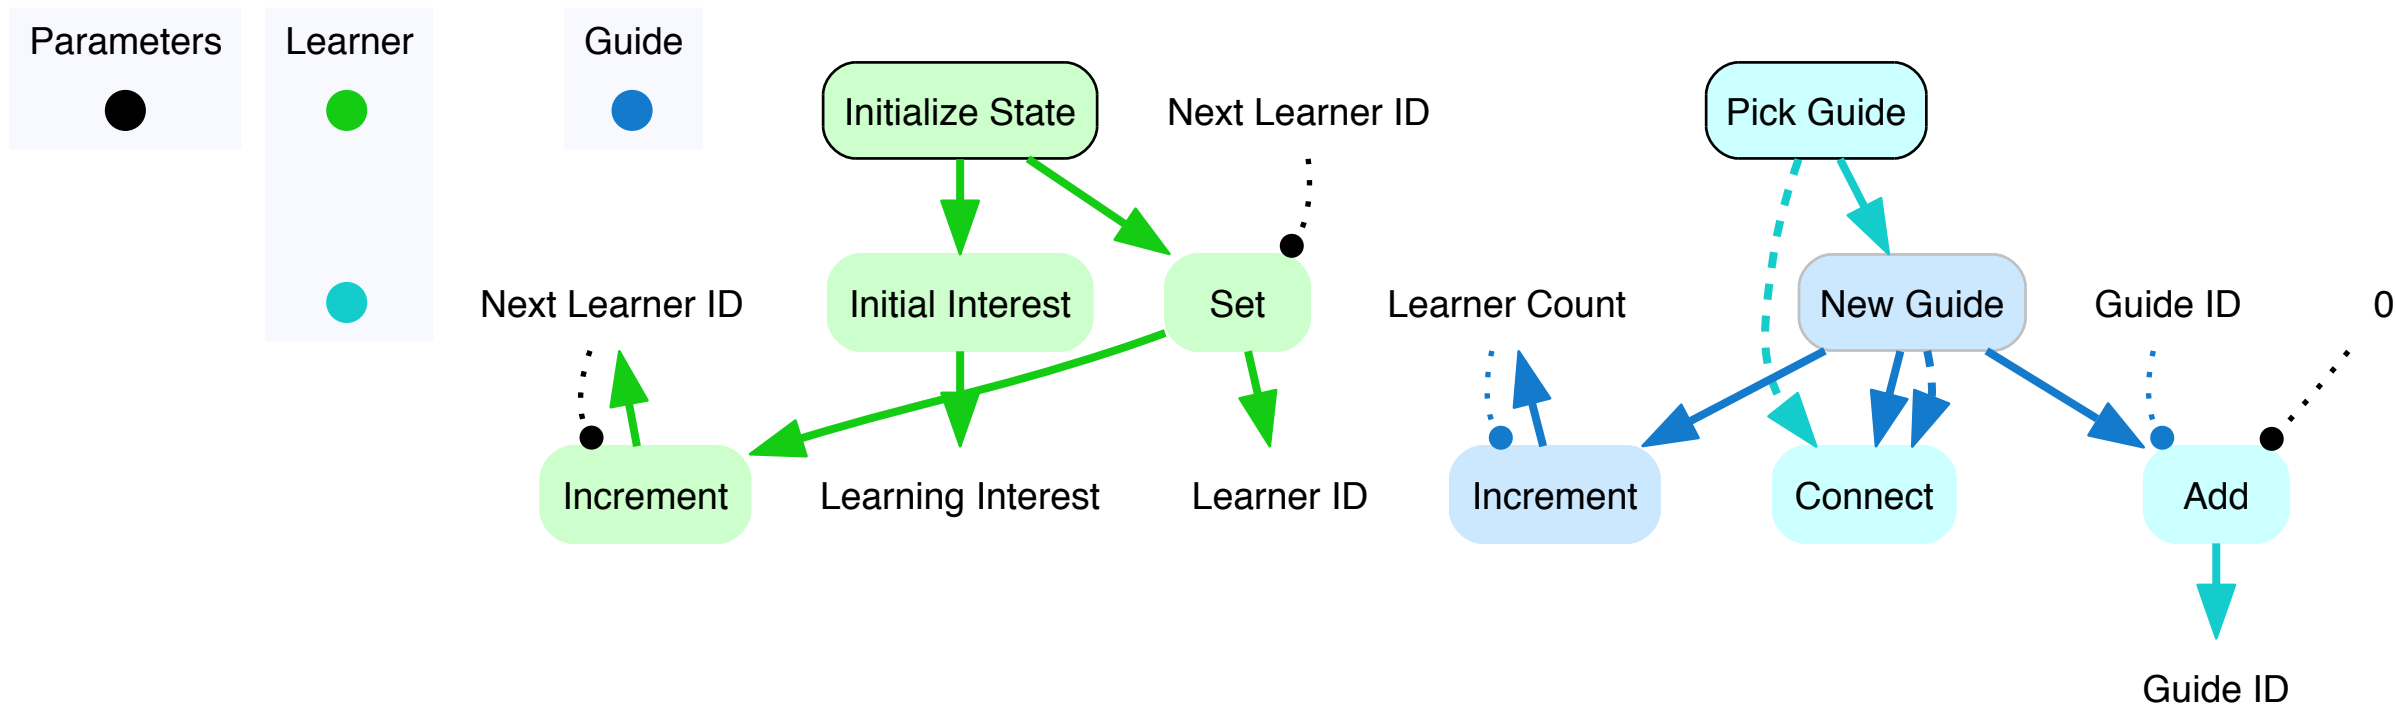 Parameters
Learner
Guide
Initialize State
Next Learner ID
Pick Guide
Next Learner ID
Initial Interest
Set
Learner Count
New Guide
Guide ID
0
Increment
Learning Interest
Learner ID
Increment
Connect
Add
Guide ID